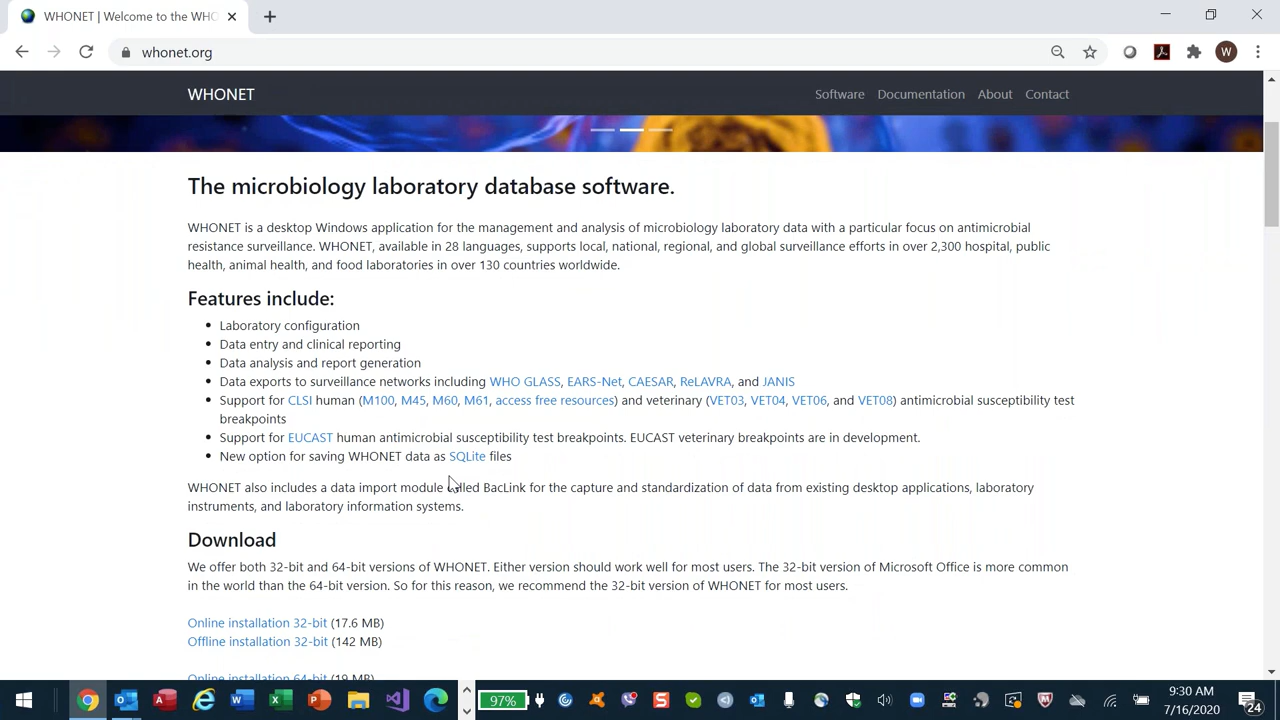 WHONET | Welcome to the WHO
whonet.org
W
WHONET
Software
Documentation
About
Contact
The microbiology laboratory database software.
WHONET is a desktop Windows application for the management and analysis of microbiology laboratory data with a particular focus on antimicrobial
resistance surveillance. WHONET, available in 28 languages, supports local, national, regional, and global surveillance efforts in over 2,300 hospital, public
health, animal health, and food laboratories in over 130 countries worldwide.
Features include:
Laboratory configuration
Data entry and clinical reporting
Data analysis and report generation
Data exports to surveillance networks including WHO GLASS, EARS-Net, CAESAR, ReLAVRA, and JANIS
Support for CLSI human (M100, M45, M60, M61, access free resources) and veterinary (VET03, VET04, VET06, and VET08) antimicrobial susceptibility test
breakpoints
Support for EUCAST human antimicrobial susceptibility test breakpoints. EUCAST veterinary breakpoints are in development.
New option for saving WHONET data as SQLite files
WHONET also includes a data import module called BacLink for the capture and standardization of data from existing desktop applications, laboratory
instruments, and laboratory information systems.
Download
We offer both 32-bit and 64-bit versions of WHONET. Either version should work well for most users. The 32-bit version of Microsoft Office is more common
in the world than the 64-bit version. So for this reason, we recommend the 32-bit version of WHONET for most users.
Online installation 32-bit (17.6 MB)
Offline installation 32-bit (142 MB)
Online installation 64-bit (19 MB)
97%
9:30 AM
7/16/2020
24